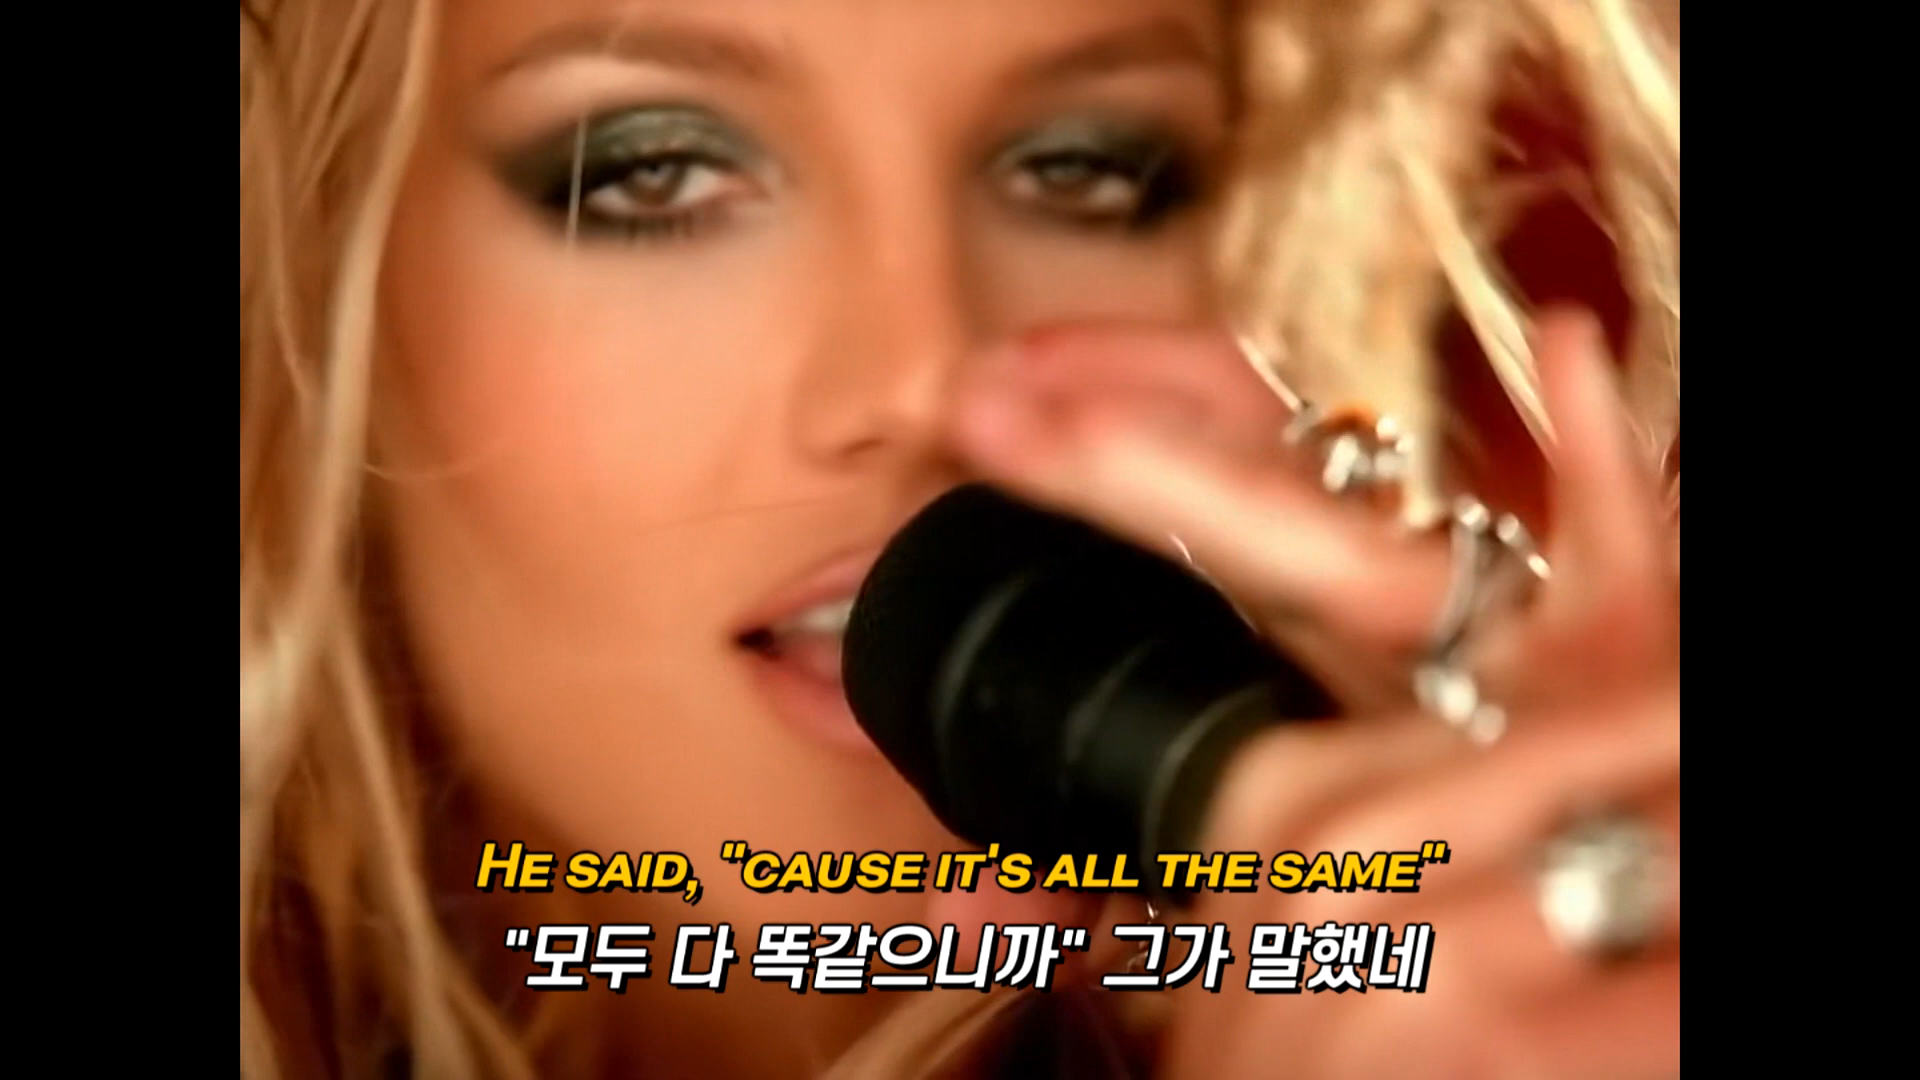 HE SAID, "CAUSE IT'S ALL THE SAME"
"모두 다 똑같으니까" 그가 말했네